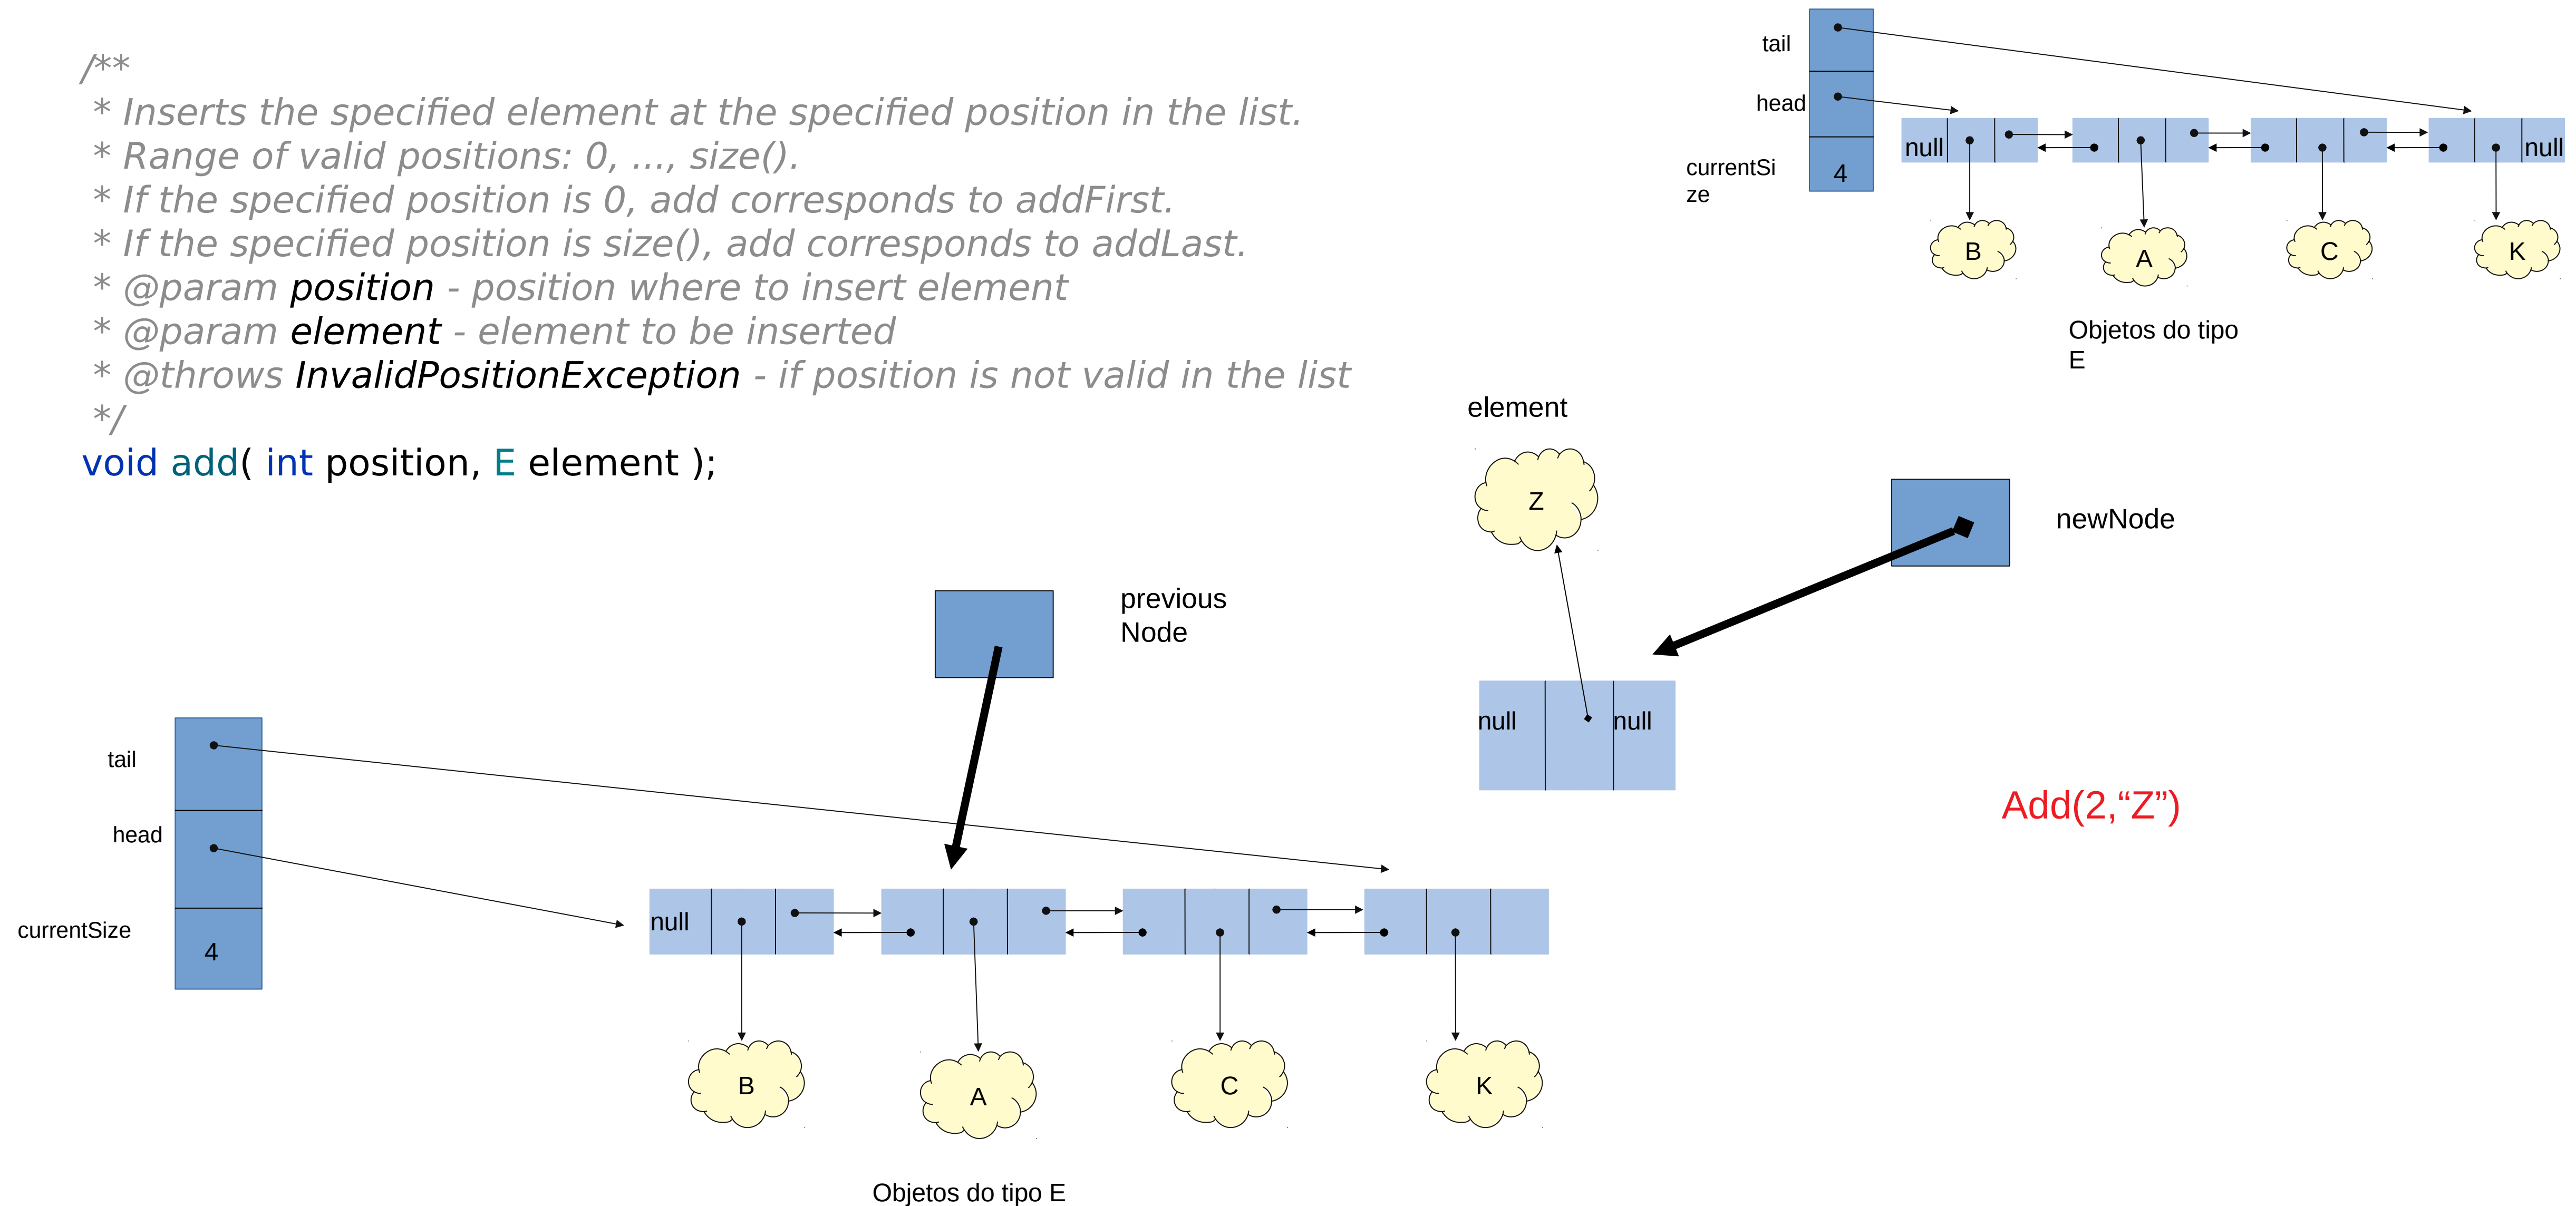 /**
* Inserts the specified element at the specified position in the list.
* Range of valid positions: 0, ..., size().
* If the specified position is 0, add corresponds to addFirst.
* If the specified position is size(), add corresponds to addLast.
* @param position - position where to insert element
* @param element - element to be inserted
* @throws InvalidPositionException - if position is not valid in the list
*/
void add( int position, E element );
tail
head
currentSi
ze
4
null
null
B
A
C
K
Objetos do tipo
E
element
Z
newNode
previous
Node
null
null
Add(2,“Z”)
tail
head
currentSize
4
null
B
A
C
K
Objetos do tipo E